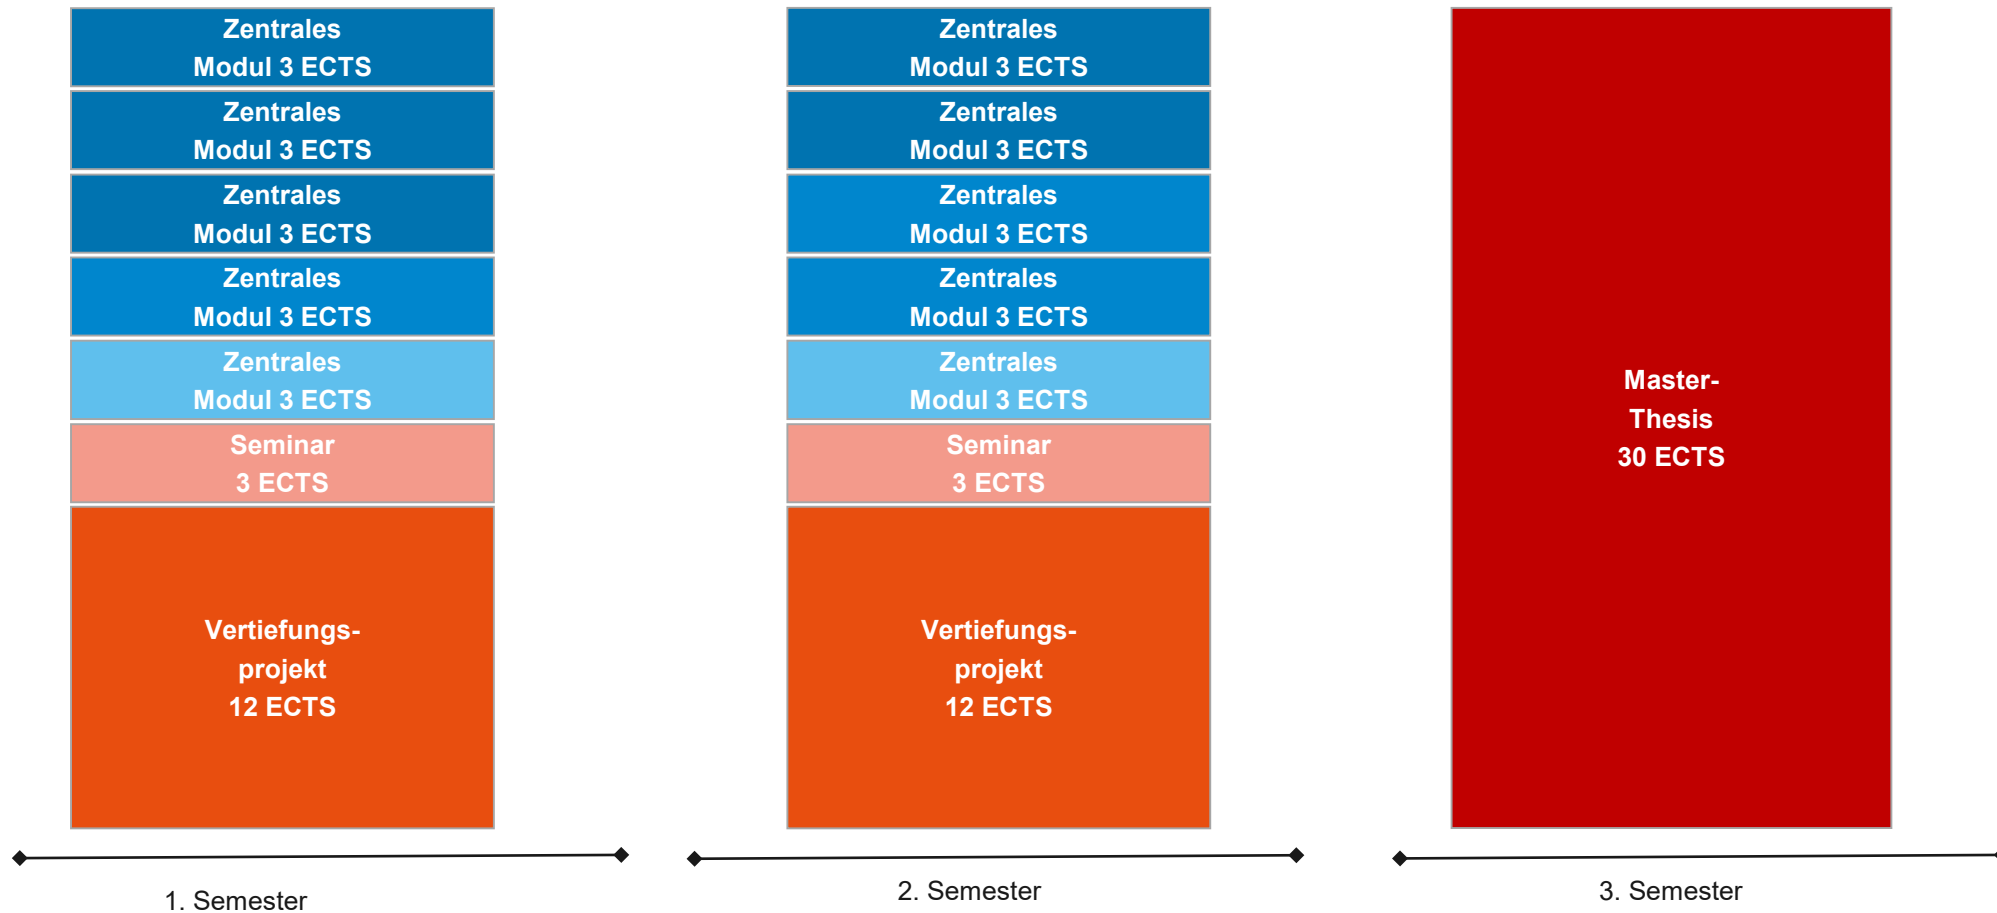 Zentrales
Modul 3 ECTS
Zentrales
Modul 3 ECTS
Zentrales
Modul 3 ECTS
Zentrales
Modul 3 ECTS
Zentrales
Modul 3 ECTS
Seminar
3 ECTS
Vertiefungs-
projekt
12 ECTS
1. Semester
Zentrales
Modul 3 ECTS
Zentrales
Modul 3 ECTS
Zentrales
Modul 3 ECTS
Zentrales
Modul 3 ECTS
Zentrales
Modul 3 ECTS
Seminar
3 ECTS
Vertiefungs-
projekt
12 ECTS
2. Semester
Master-
Thesis
30 ECTS
3. Semester